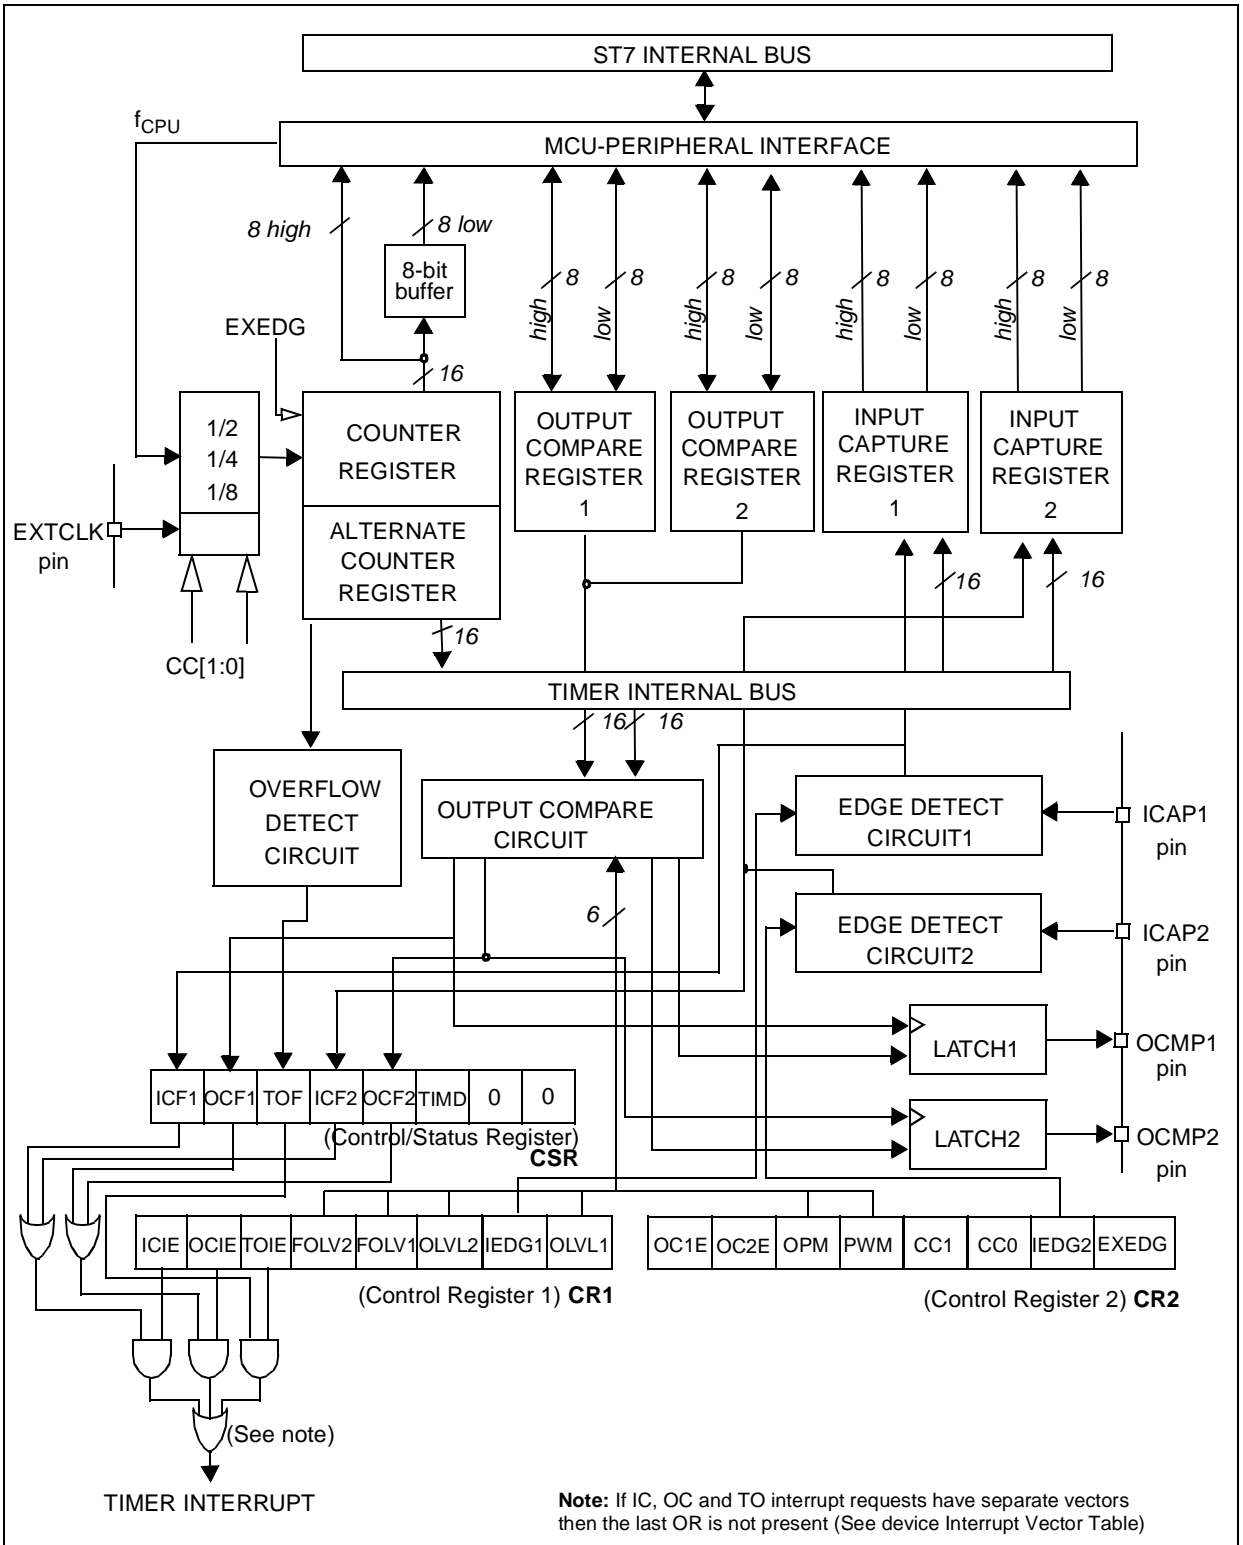 ST7 INTERNAL BUS
fCPU
MCU-PERIPHERAL INTERFACE
8 high
8 low
8-bit
buffer
high
8
low
8
high
8
low
8
high
8
low
8
high
8
low
8
EXEDG
16
1/2
1/4
1/8
COUNTER
REGISTER
ALTERNATE
COUNTER
REGISTER
OUTPUT
COMPARE
REGISTER
1
OUTPUT
COMPARE
REGISTER
2
INPUT
CAPTURE
REGISTER
1
INPUT
CAPTURE
REGISTER
2
EXTCLK
pin
CC[1:0]
16
16
16
TIMER INTERNAL BUS
16
16
OVERFLOW
DETECT
CIRCUIT
OUTPUT COMPARE
CIRCUIT
EDGE DETECT
CIRCUIT1
ICAP1
pin
6
EDGE DETECT
CIRCUIT2
ICAP2
pin
LATCH1
OCMP1
pin
LATCH2
OCMP2
pin
ICF1 OCF1 TOF ICF2 OCF2 TIMD 0 0
(Control/Status Register)
CSR
ICIE OCIE TOIE FOLV2 FOLV1 OLVL2 IEDG1 OLVL1
(Control Register 1) CR1
OC1E OC2E OPM PWM CC1 CC0 IEDG2 EXEDG
(Control Register 2) CR2
(See note)
TIMER INTERRUPT
Note: If IC, OC and TO interrupt requests have separate vectors
then the last OR is not present (See device Interrupt Vector Table)